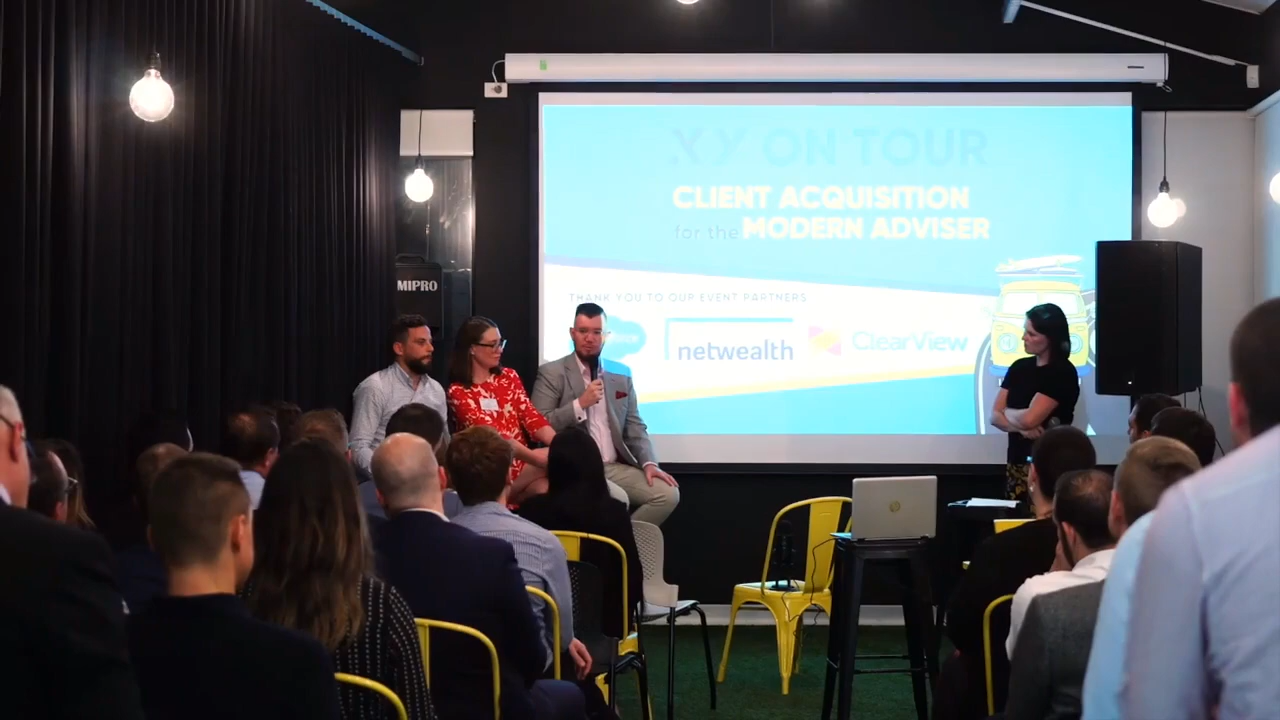 XY ON TOUR
CLIENT ACQUISITION
for the MODERN ADVISER
THANK YOU TO OUR EVENT PARTNERS
netwealth
ClearView
MIPRO